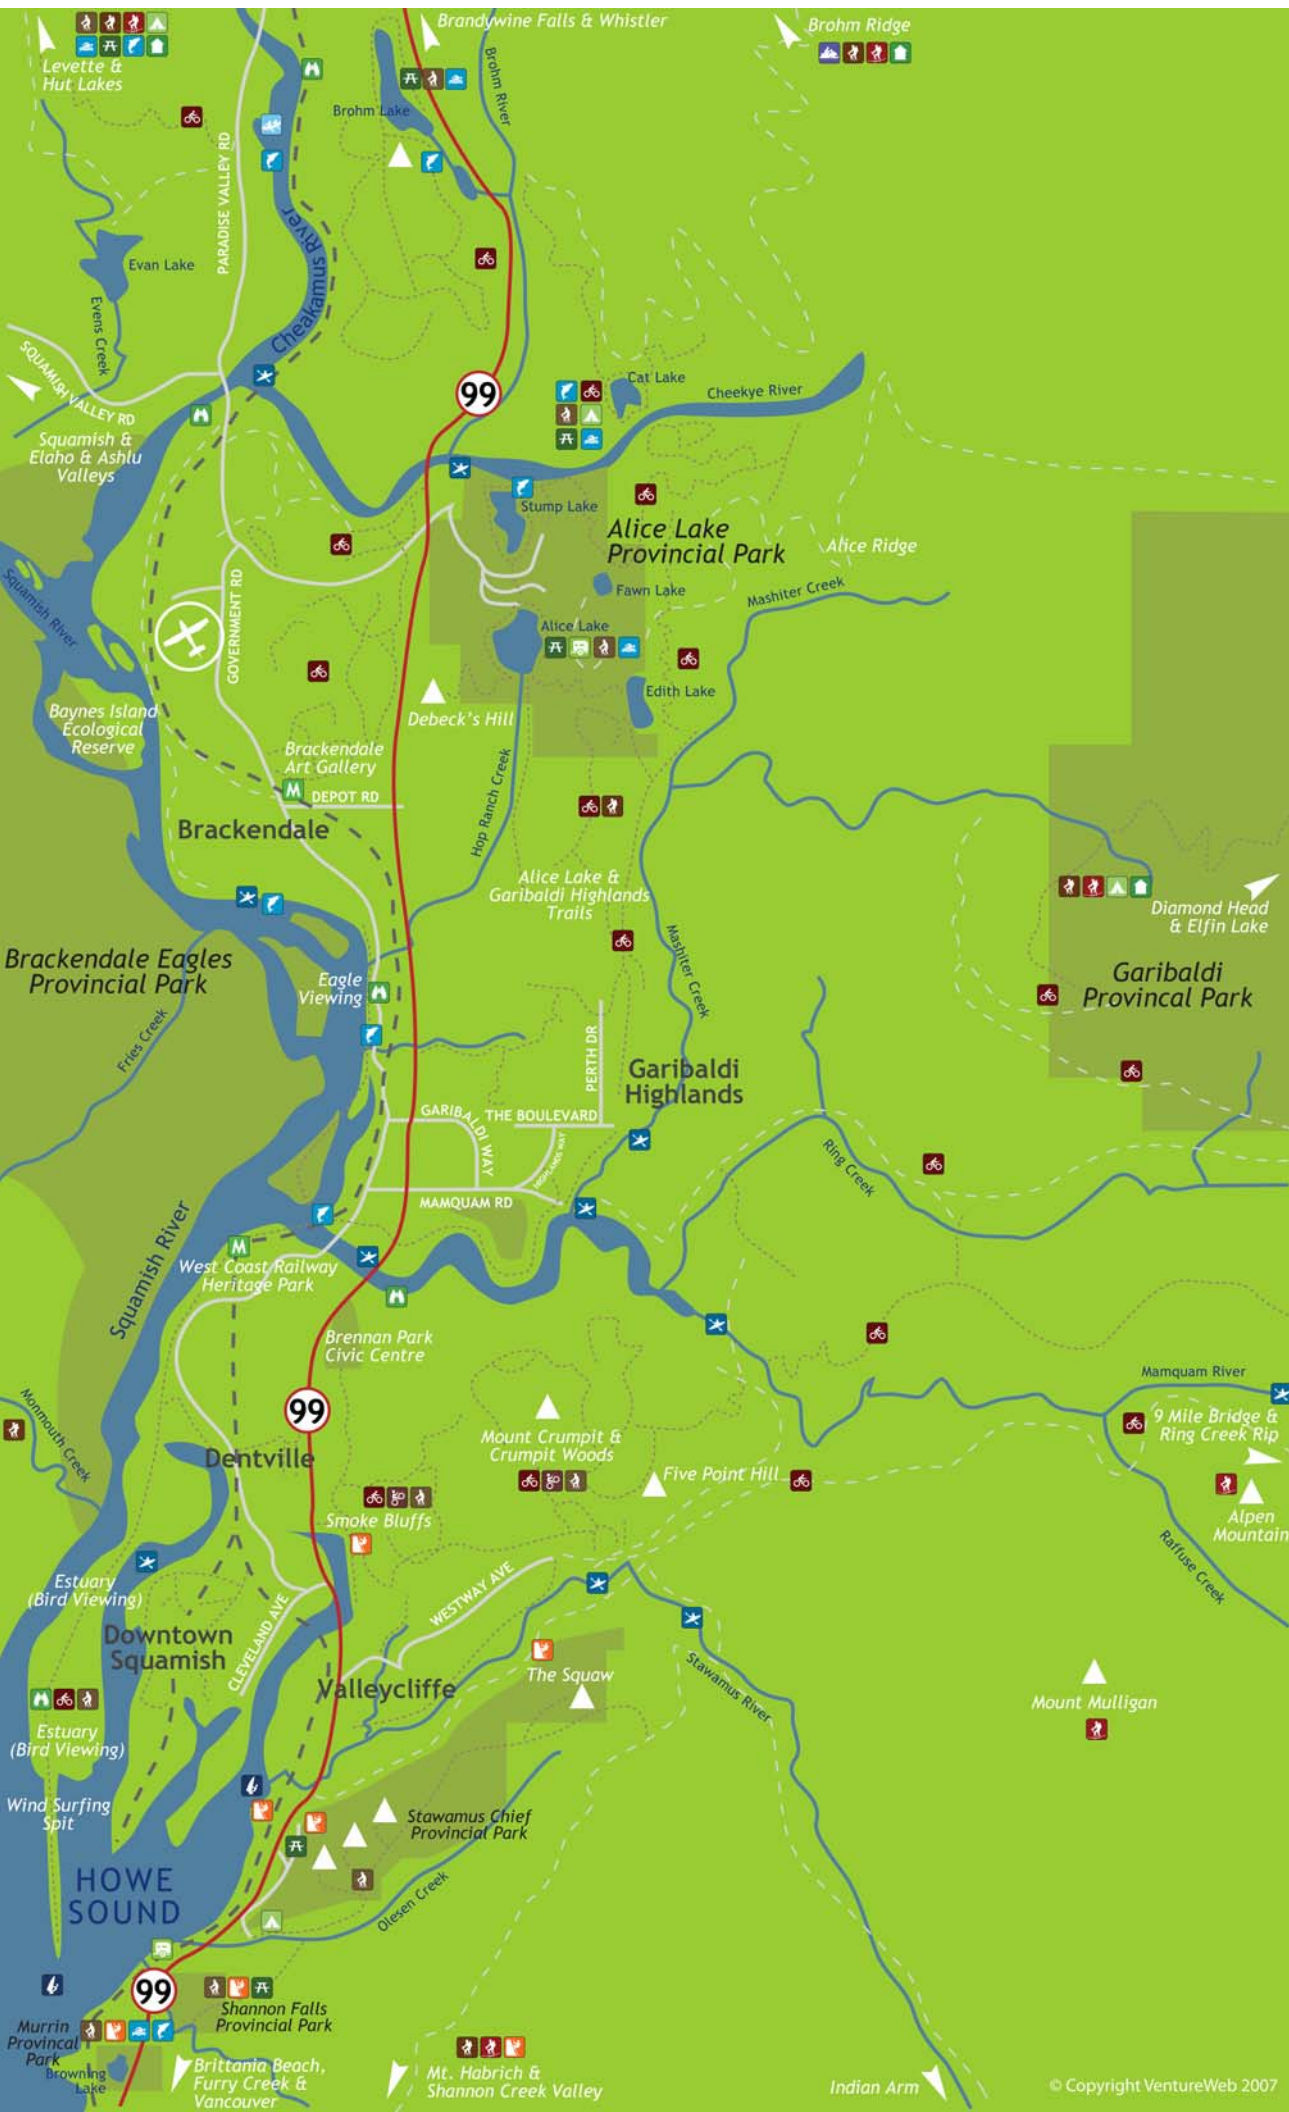 Brandywine Falls & Whistler
Brohm Ridge
Levette &
Hut Lakes
Brohm River
Brohm Lake
PARADISE VALLEY RD
Cheakamus River
Evan Lake
Evens Creek
SQUAMISH VALLEY RD
99
Cat Lake
Cheekye River
Squamish &
Elaho & Ashlu
Valleys
Stump Lake
Alice Lake
Provincial Park
Alice Ridge
Squamish River
GOVERNMENT RD
Fawn Lake
Mashiter Creek
Alice Lake
Edith Lake
Baynes Island
Ecological
Reserve
Debeck's Hill
Brackendale
Art Gallery
M
DEPOT RD
Hop Ranch Creek
Brackendale
Alice Lake &
Garibaldi Highlands
Trails
Diamond Head
& Elfin Lake
Mashiter Creek
Brackendale Eagles
Provincial Park
Eagle
Viewing
Garibaldi
Provincal Park
Fries Creek
PERTH DR
Garibaldi
Highlands
GARIBALDI WAY
THE BOULEVARD
HIGHLANDS WAY
Ring Creek
MAMQUAM RD
Squamish River
M
West Coast Railway
Heritage Park
Brennan Park
Civic Centre
Mamquam River
99
Monmouth Creek
9 Mile Bridge &
Ring Creek Rip
Mount Crumpit &
Crumpit Woods
Dentville
Five Point Hill
Smoke Bluffs
Alpen
Mountain
Raffuse Creek
Estuary
(Bird Viewing)
WESTWAY AVE
CLEVELAND AVE
Downtown
Squamish
Valleycliffe
The Squaw
Stawamus River
Mount Mulligan
Estuary
(Bird Viewing)
Wind Surfing
Spit
Stawamus Chief
Provincial Park
HOWE
SOUND
Olesen Creek
99
Shannon Falls
Provincial Park
Murrin
Provincal
Park
Browning
Lake
Brittania Beach,
Furry Creek &
Vancouver
Mt. Habrich &
Shannon Creek Valley
Indian Arm
© Copyright VentureWeb 2007